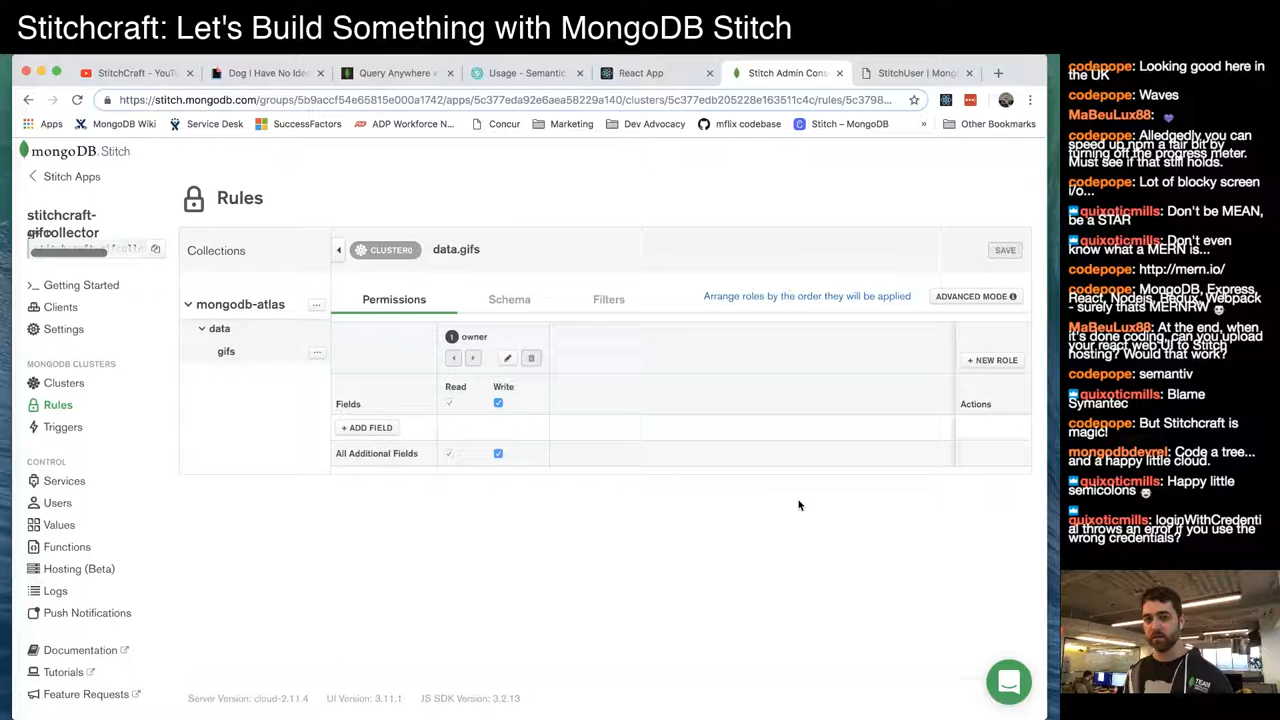 Stitchcraft: Let's Build Something with MongoDB Stitch
StitchCraft - YouTu
Dog ! Have No Ide
Query Anywhere w
Usage - Semantic
React App
Stitch Admin Cons
StitchUser | Mong
https://stitch.mongodb.com/groups/5b9accf54e65815e000a1742/apps/5c377eda92e6aea58229a140/clusters/5c377edb205228e163511c4c/rules/5c3798...
Apps
MongoDB Wiki
Service Desk
SuccessFactors
ADP Workforce N...
Concur
Marketing
Dev Advocacy
mflix codebase
Stitch – MongoDB
»
Other Bookmarks
mongoDB. Stitch
Stitch Apps
stitchcraft-
gifcollector
Getting Started
Clients
Settings
MONGODB CLUSTERS
Clusters
Rules
Triggers
CONTROL
Services
Users
Values
Functions
Hosting (Beta)
Logs
Push Notifications
Documentation
Tutorials
Feature Requests
Rules
Collections
CLUSTER0
data.gifs
SAVE
mongodb-atlas
...
data
gifs
...
Permissions
Schema
Filters
Arrange roles by the order they will be applied
ADVANCED MODE
1 owner
+ NEW ROLE
Read
Write
Fields
Actions
+ ADD FIELD
All Additional Fields
Server Version: cloud-2.11.4
UI Version: 3.11.1
JS SDK Version: 3.2.13
codepope: Looking good here in
the UK
codepope: Waves
MaBeuLux88:
codepope: Alledgedly you can
speed up npm a fair bit by
turning off the progress meter.
Must see if that still holds.
codepope: Lot of blocky screen
i/o...
quixoticmills: Don't be MEAN,
be a STAR
quixoticmills: Don't even
know what a MERN is...
codepope: http://mern.io/
codepope: MongoDB, Express,
React, Nodejs, Redux, Webpack
- surely thats MERNRW
MaBeuLux88: At the end, when
it's done coding, can you upload
your react web UI to Stitch
hosting? Would that work?
codepope: semantiv
quixoticmills: Blame
Symantec
codepope: But Stitchcraft is
magic!
mongodbdevrel: Code a tree...
and a happy little cloud.
quixoticmills: Happy little
semicolons
quixoticmills: loginWithCredenti
al throws an error if you use the
wrong credentials?
TEAM